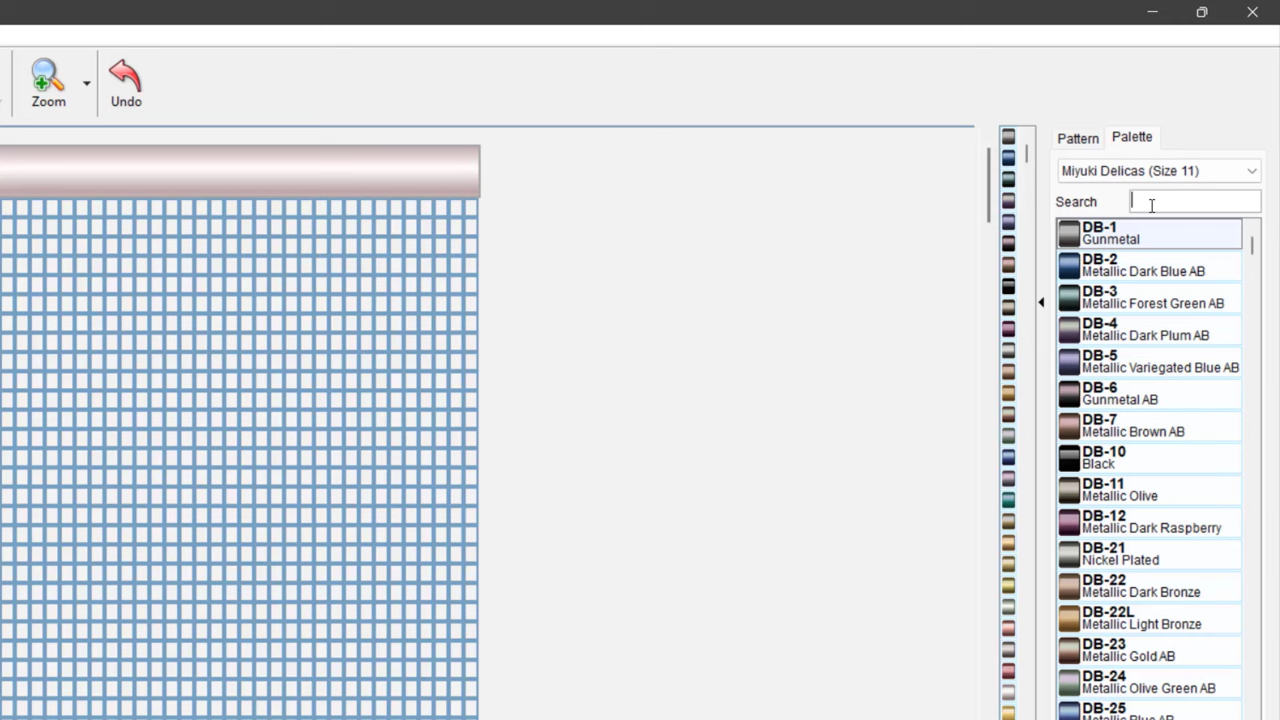 Zoom
Undo
Pattern
Palette
Miyuki Delicas (Size 11)
Search
DB-1
Gunmetal
DB-2
Metallic Dark Blue AB
DB-3
Metallic Forest Green AB
DB-4
Metallic Dark Plum AB
DB-5
Metallic Variegated Blue AB
DB-6
Gunmetal AB
DB-7
Metallic Brown AB
DB-10
Black
DB-11
Metallic Olive
DB-12
Metallic Dark Raspberry
DB-21
Nickel Plated
DB-22
Metallic Dark Bronze
DB-22L
Metallic Light Bronze
DB-23
Metallic Gold AB
DB-24
Metallic Olive Green AB
DB-25
Metallic Blue AB